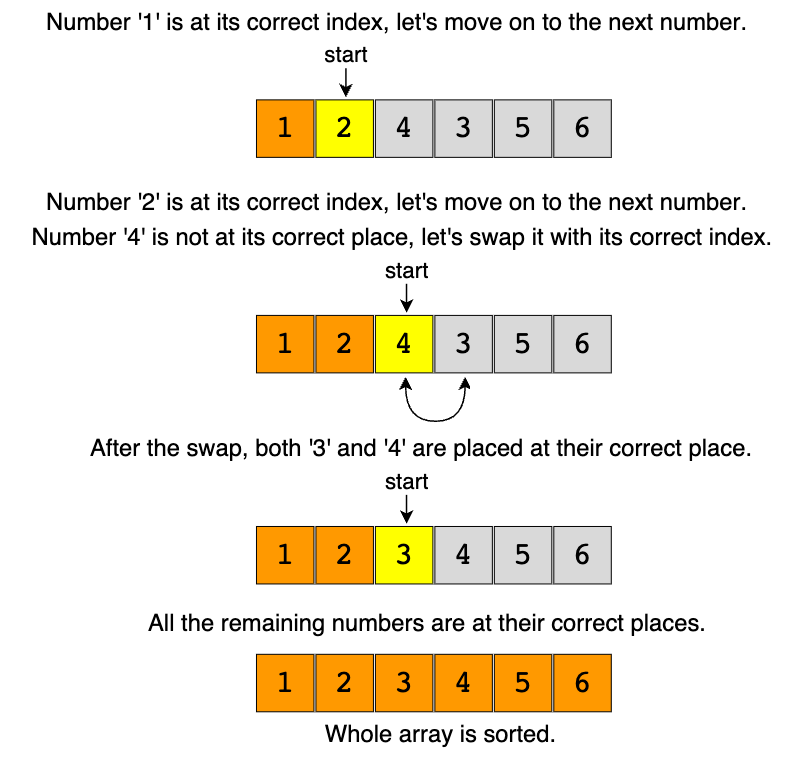 Number '1' is at its correct index, let's move on to the next number.
start
1 2 4 3 5 6
Number '2' is at its correct index, let's move on to the next number.
Number '4' is not at its correct place, let's swap it with its correct index.
start
1 2 4 3 5 6
After the swap, both '3' and '4' are placed at their correct place.
start
1 2 3 4 5 6
All the remaining numbers are at their correct places.
1 2 3 4 5 6
Whole array is sorted.